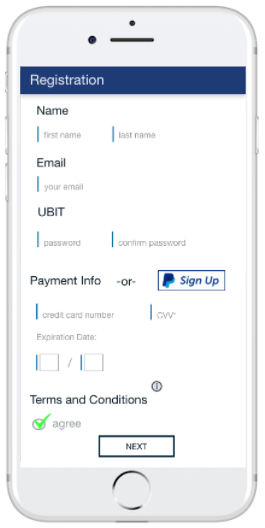 Registration
Name
first name last name
Email
your email
UBIT
password confirm password
Payment Info -or- Sign Up
credit card number CVV*
Expiration Date:
/
Terms and Conditions
agree
NEXT